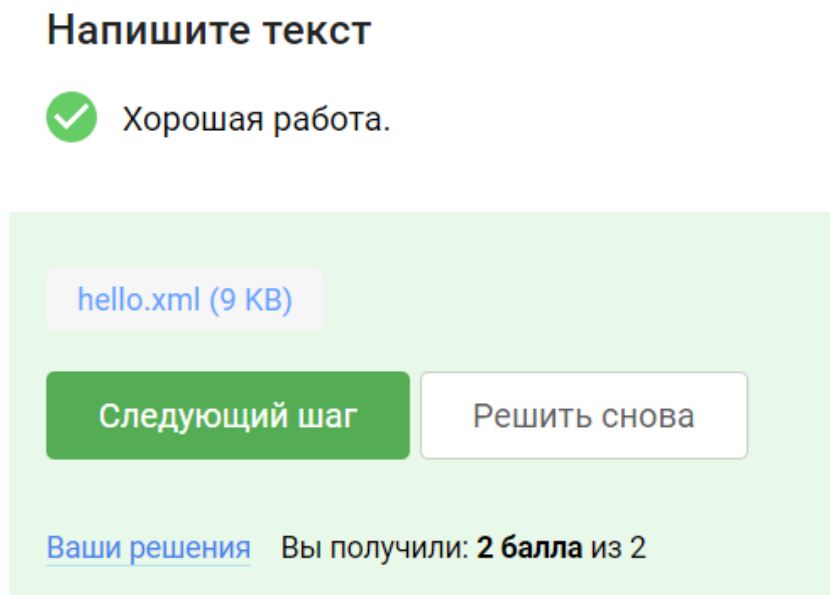 Напишите текст
Хорошая работа.
hello.xml (9 KB)
Следующий шаг
Решить снова
Ваши решения Вы получили: 2 балла из 2